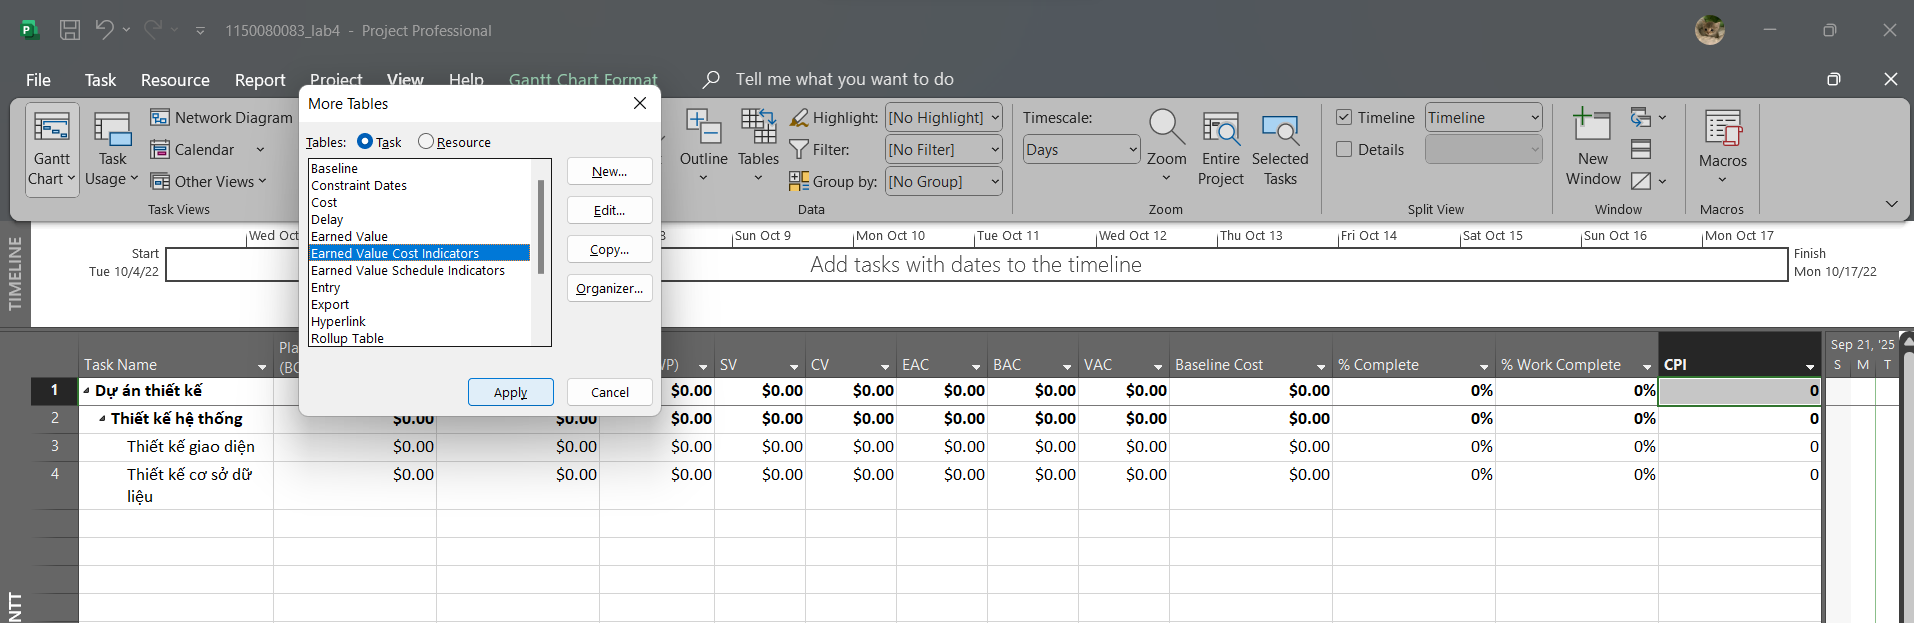 1150080083_lab4 - Project Professional
File Task Resource Report Project View Help Gantt Chart Format Tell me what you want to do
Gantt Chart
Task Usage
Network Diagram
Calendar
Other Views
Task Views
More Tables
Tables: Task Resource
Baseline
Constraint Dates
Cost
Delay
Earned Value
Earned Value Cost Indicators
Earned Value Schedule Indicators
Entry
Export
Hyperlink
Rollup Table
New...
Edit...
Copy...
Organizer...
Apply Cancel
Outline
Tables
Highlight: [No Highlight]
Filter: [No Filter]
Group by: [No Group]
Data
Timescale:
Days
Zoom
Entire Project
Selected Tasks
Zoom
Timeline Timeline
Details
Split View
New Window
Window
Macros
Macros
TIMELINE
Start
Tue 10/4/22
Wed Oct 8 Sun Oct 9 Mon Oct 10 Tue Oct 11 Wed Oct 12 Thu Oct 13 Fri Oct 14 Sat Oct 15 Sun Oct 16 Mon Oct 17
Add tasks with dates to the timeline
Finish
Mon 10/17/22
Task Name Pla (BC VP) SV CV EAC BAC VAC Baseline Cost % Complete % Work Complete CPI
Sep 21, '25
S M T
1 Dự án thiết kế $0.00 $0.00 $0.00 $0.00 $0.00 $0.00 $0.00 0% 0% 0
2 Thiết kế hệ thống $0.00 $0.00 $0.00 $0.00 $0.00 $0.00 $0.00 $0.00 $0.00 0% 0% 0
3 Thiết kế giao diện $0.00 $0.00 $0.00 $0.00 $0.00 $0.00 $0.00 $0.00 $0.00 0% 0% 0
4 Thiết kế cơ sở dữ $0.00 $0.00 $0.00 $0.00 $0.00 $0.00 $0.00 $0.00 $0.00 0% 0% 0
liệu
NTT